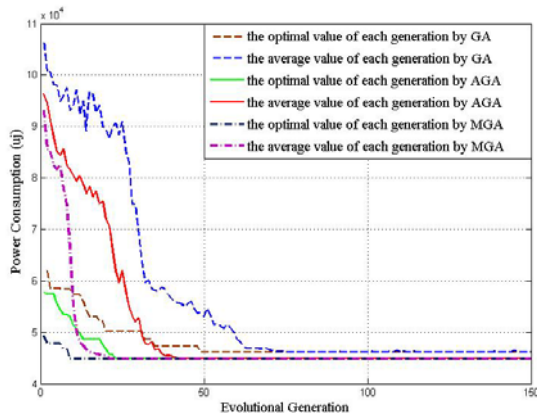 x 10⁴
11
10
9
8
7
6
5
4
0
50
100
150
Power Consumption (uj)
Evolutional Generation
the optimal value of each generation by GA
the average value of each generation by GA
the optimal value of each generation by AGA
the average value of each generation by AGA
the optimal value of each generation by MGA
the average value of each generation by MGA